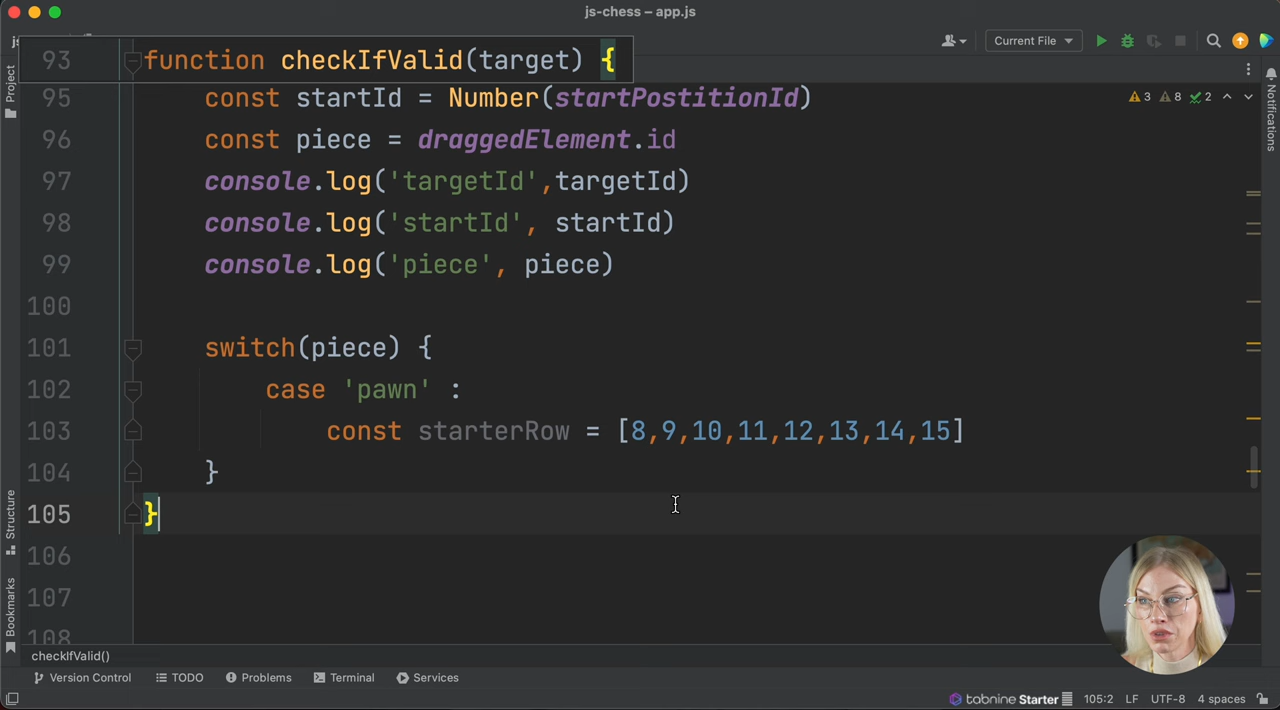 js-chess – app.js
js
Current File
93 function checkIfValid(target) {
95 const startId = Number(startPostitionId)
3 8 2
96 const piece = draggedElement.id
97 console.log('targetId',targetId)
98 console.log('startId', startId)
99 console.log('piece', piece)
100
101 switch(piece) {
102 case 'pawn' :
103 const starterRow = [8,9,10,11,12,13,14,15]
104 }
105 }
106
107
108
Project
Structure
Bookmarks
Notifications
checkIfValid()
Version Control TODO Problems Terminal Services
tabnine Starter 105:2 LF UTF-8 4 spaces